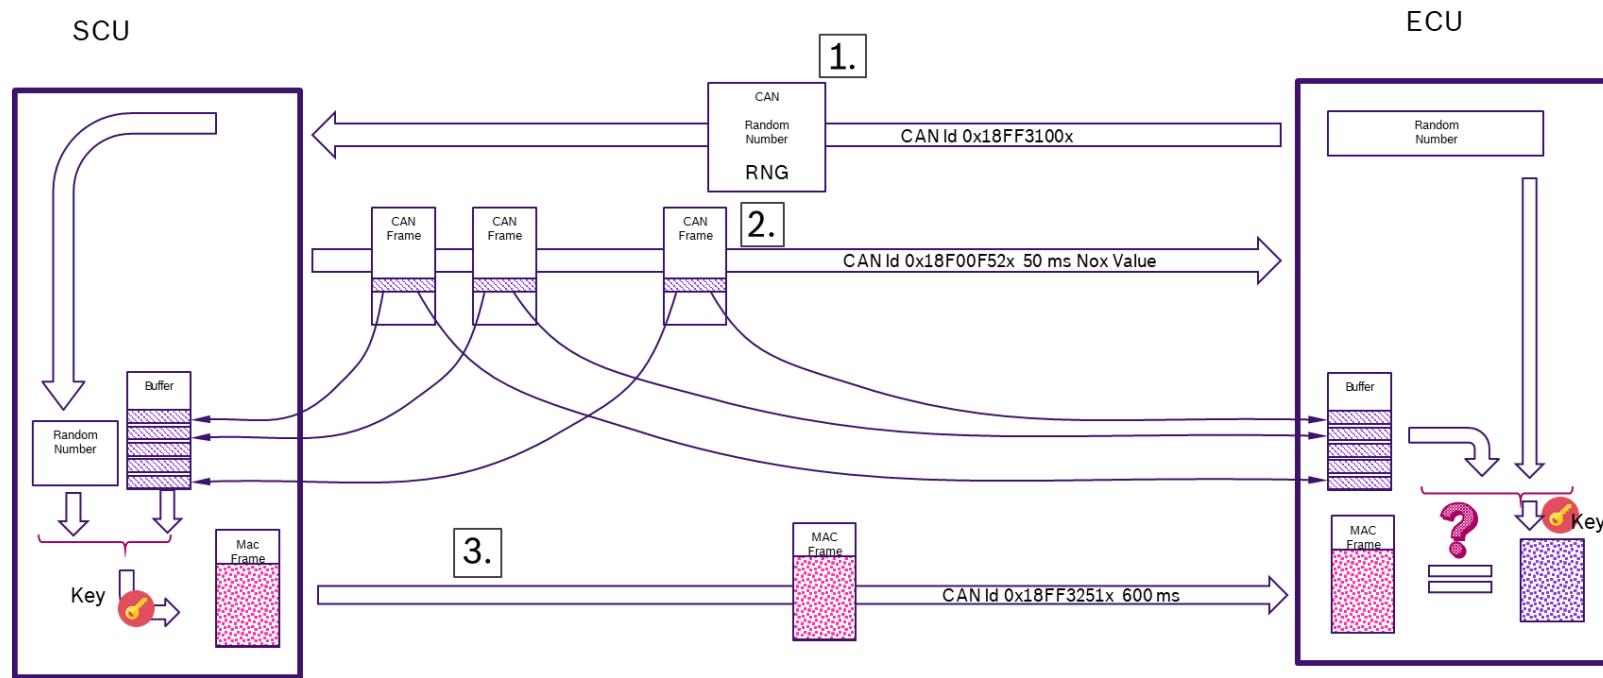 SCU
ECU
1.
CAN
Random
Number
RNG
CAN Id 0x18FF3100x
Random
Number
2.
CAN
Frame
CAN
Frame
CAN
Frame
CAN Id 0x18F00F52x 50 ms Nox Value
Buffer
Random
Number
Buffer
Key
Mac
Frame
3.
MAC
Frame
CAN Id 0x18FF3251x 600 ms
MAC
Frame
?
Key